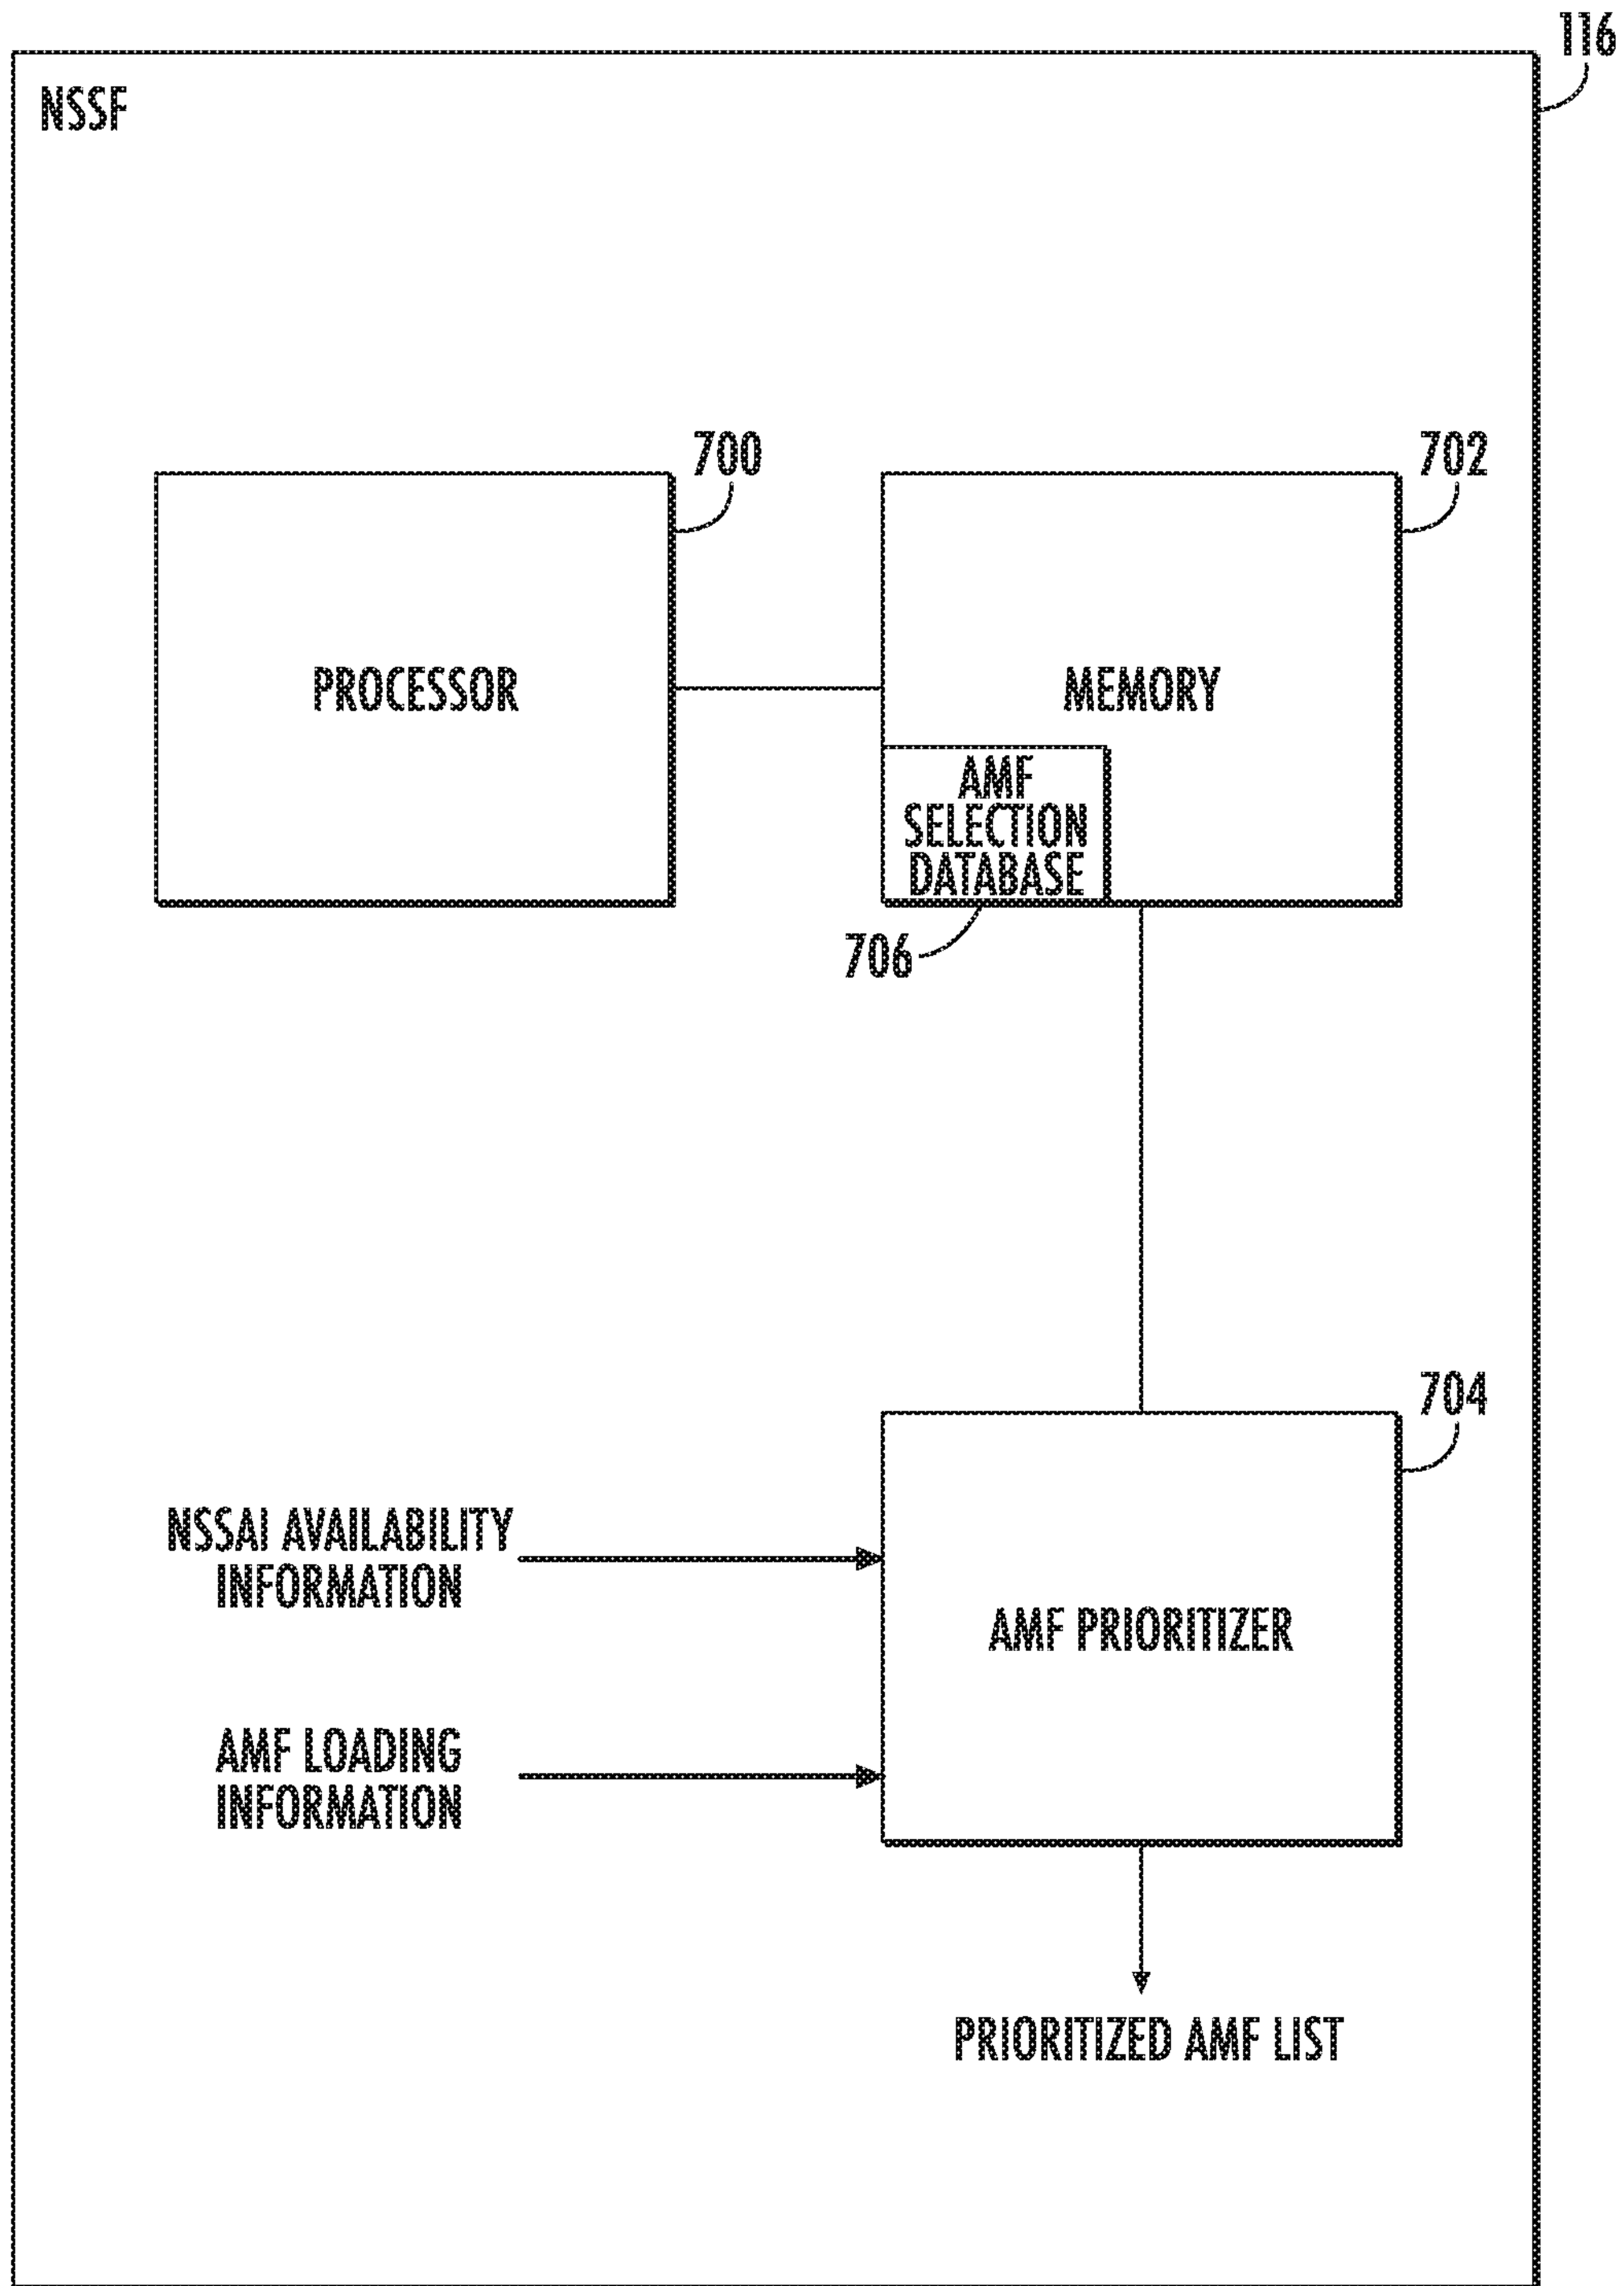 116
NSSF
700
702
PROCESSOR
MEMORY
AMF
SELECTION
DATABASE
706
704
NSSAI AVAILABILITY
INFORMATION
AMF PRIORITIZER
AMF LOADING
INFORMATION
PRIORITIZED AMF LIST